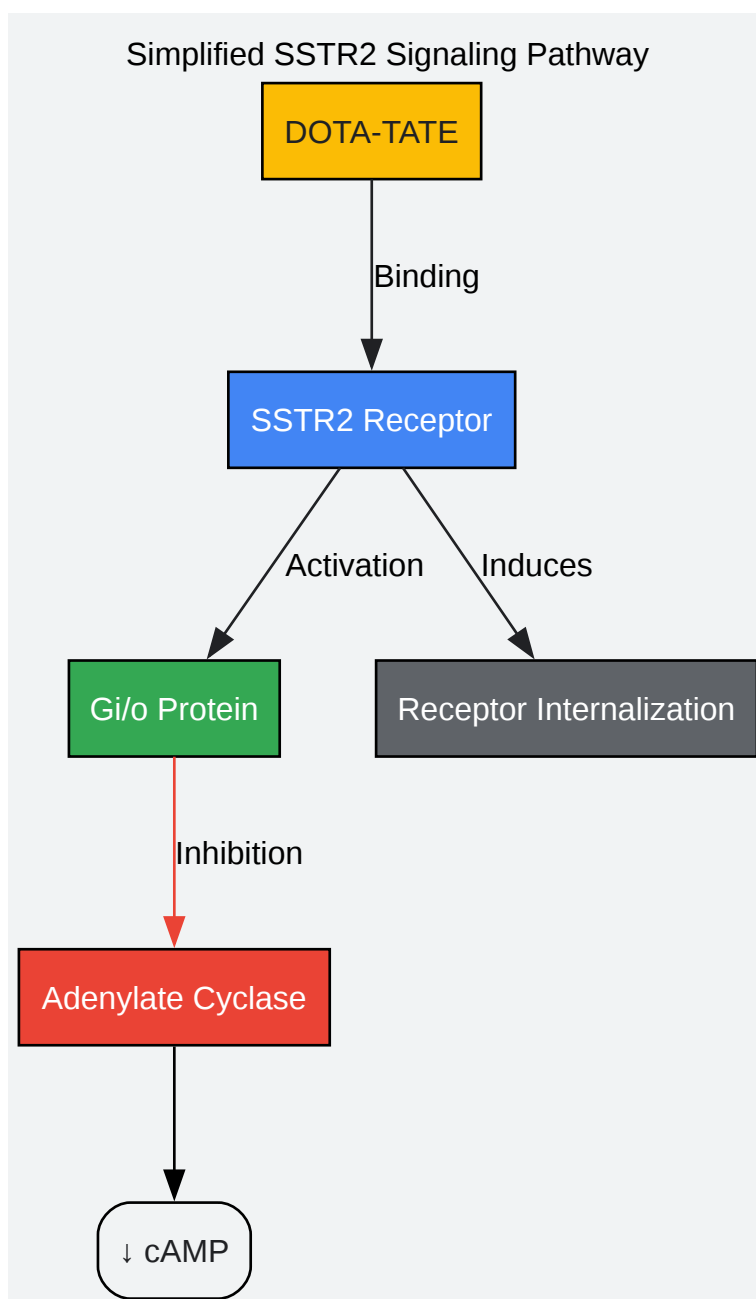 Simplified SSTR2 Signaling Pathway
DOTA-TATE
Binding
SSTR2 Receptor
Activation
Induces
Gi/o Protein
Receptor Internalization
Inhibition
Adenylate Cyclase
↓ cAMP